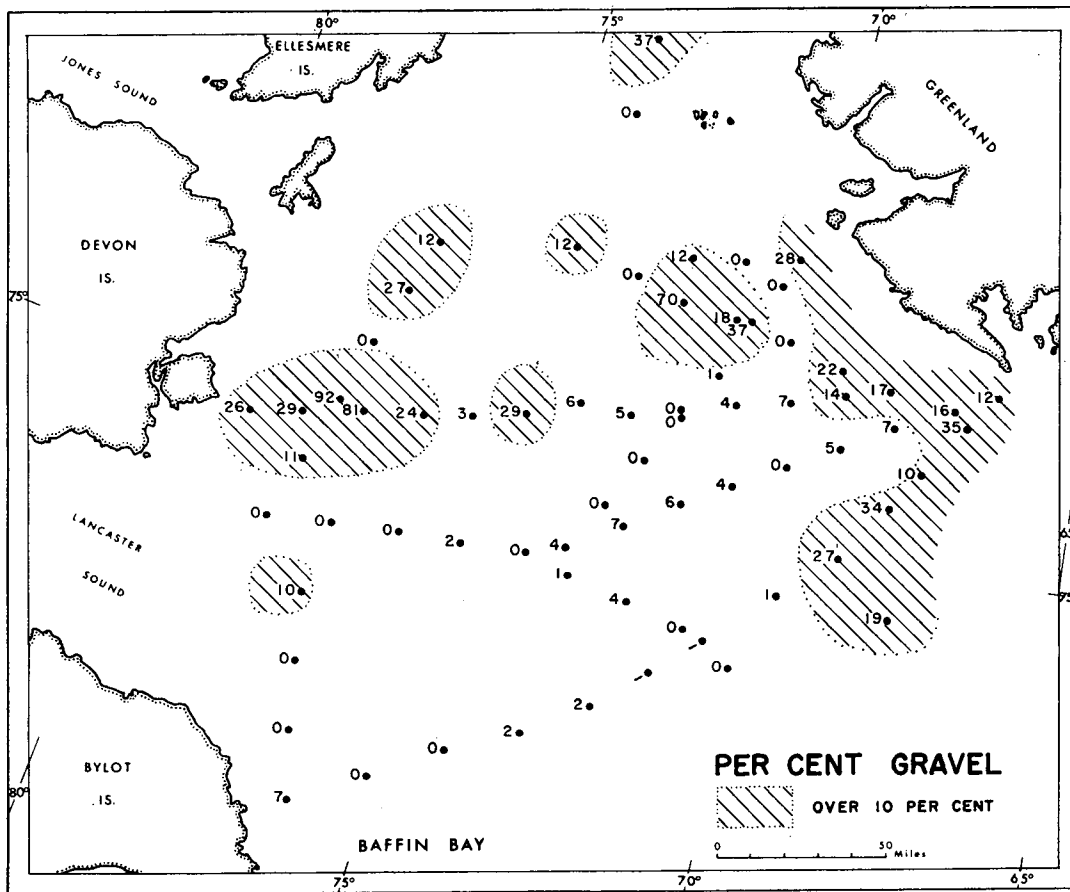 80° 75° 70°
ELLESMERE
IS.
37
JONES SOUND
GREENLAND
0
12 12 12 0 28
DEVON
IS.
0 0
27
75°
70
18
37
0 0
1
22
92
14 17
26 29 81 24 3 29 6 5 0 0 4 7 16 12
35
7
11
5
0 0 10
4
0 6 34
LANCASTER
SOUND
0 0 0 7
2 0 4
65°
27
1
10
4 1
75°
19
0
0
0
2
0 2
BYLOT
IS.
PER CENT GRAVEL
0
0
80°
7
OVER 10 PER CENT
BAFFIN BAY
0 50
Miles
75° 70° 65°